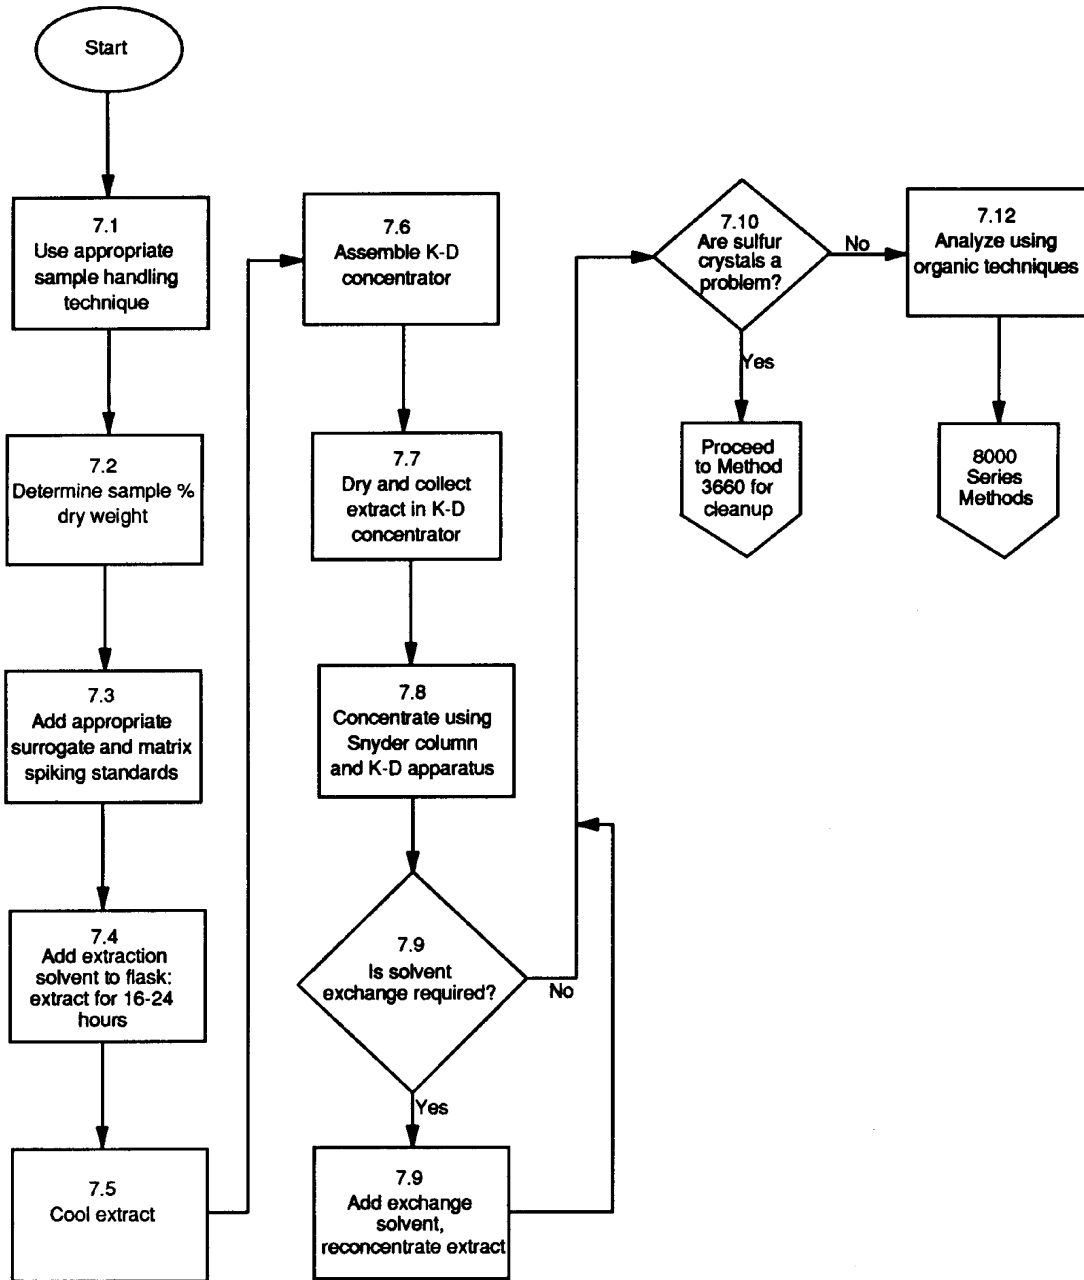 Start
7.1
Use appropriate
sample handling
technique
7.2
Determine sample %
dry weight
7.3
Add appropriate
surrogate and matrix
spiking standards
7.4
Add extraction
solvent to flask:
extract for 16-24
hours
7.5
Cool extract
7.6
Assemble K-D
concentrator
7.7
Dry and collect
extract in K-D
concentrator
7.8
Concentrate using
Snyder column
and K-D apparatus
7.9
Is solvent
exchange required?
No
Yes
7.9
Add exchange
solvent,
reconcentrate extract
7.10
Are sulfur
crystals a
problem?
No
Yes
Proceed
to Method
3660 for
cleanup
7.12
Analyze using
organic techniques
8000
Series
Methods